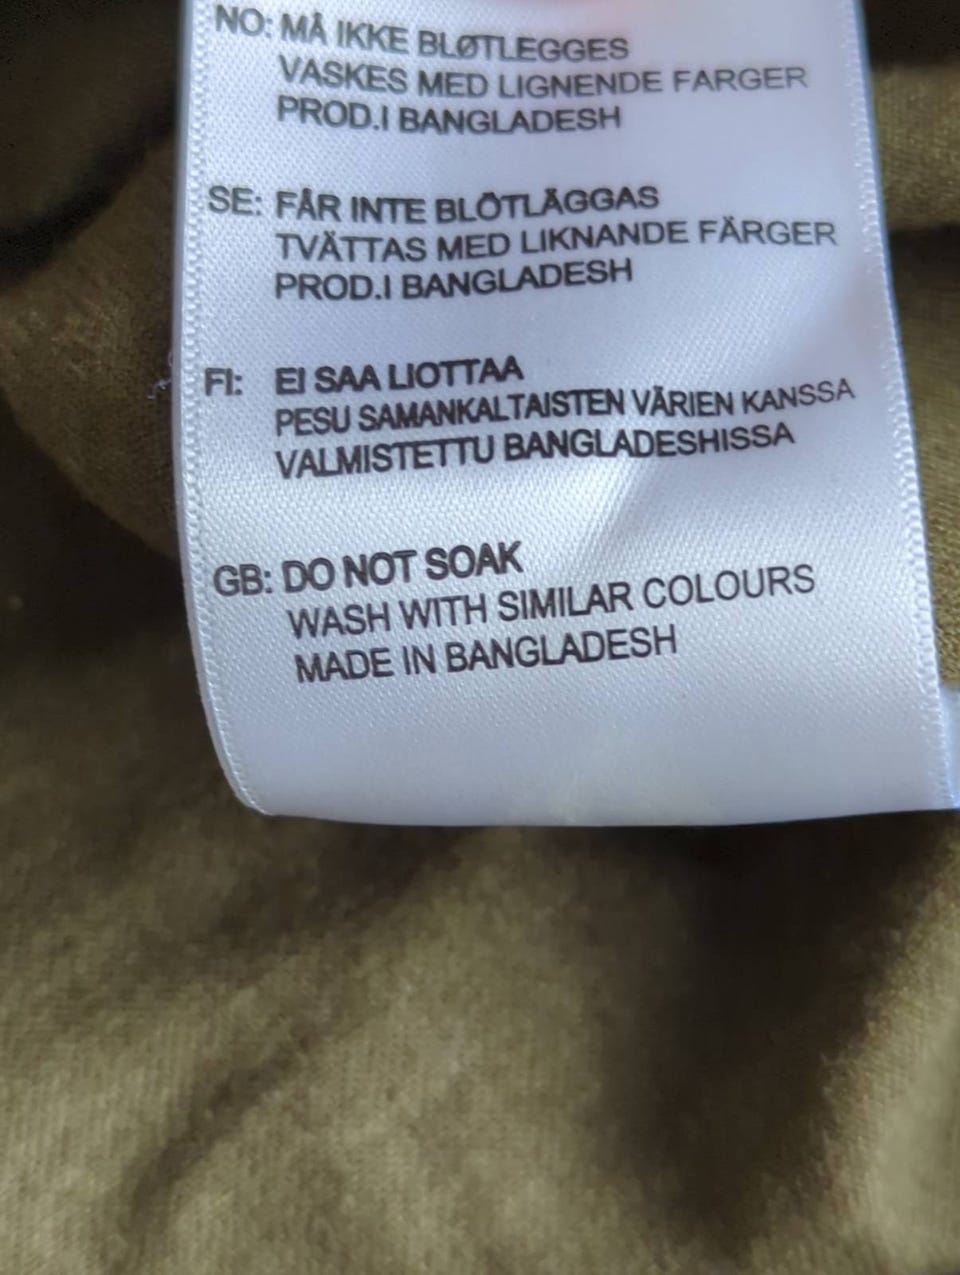 NO: MÅ IKKE BLØTLEGGES
VASKES MED LIGNENDE FARGER
PROD.I BANGLADESH
SE: FÅR INTE BLÖTLÄGGAS
TVÄTTAS MED LIKNANDE FÄRGER
PROD.I BANGLADESH
FI: EI SAA LIOTTAA
PESU SAMANKALTAISTEN VÄRIEN KANSSA
VALMISTETTU BANGLADESHISSA
GB: DO NOT SOAK
WASH WITH SIMILAR COLOURS
MADE IN BANGLADESH